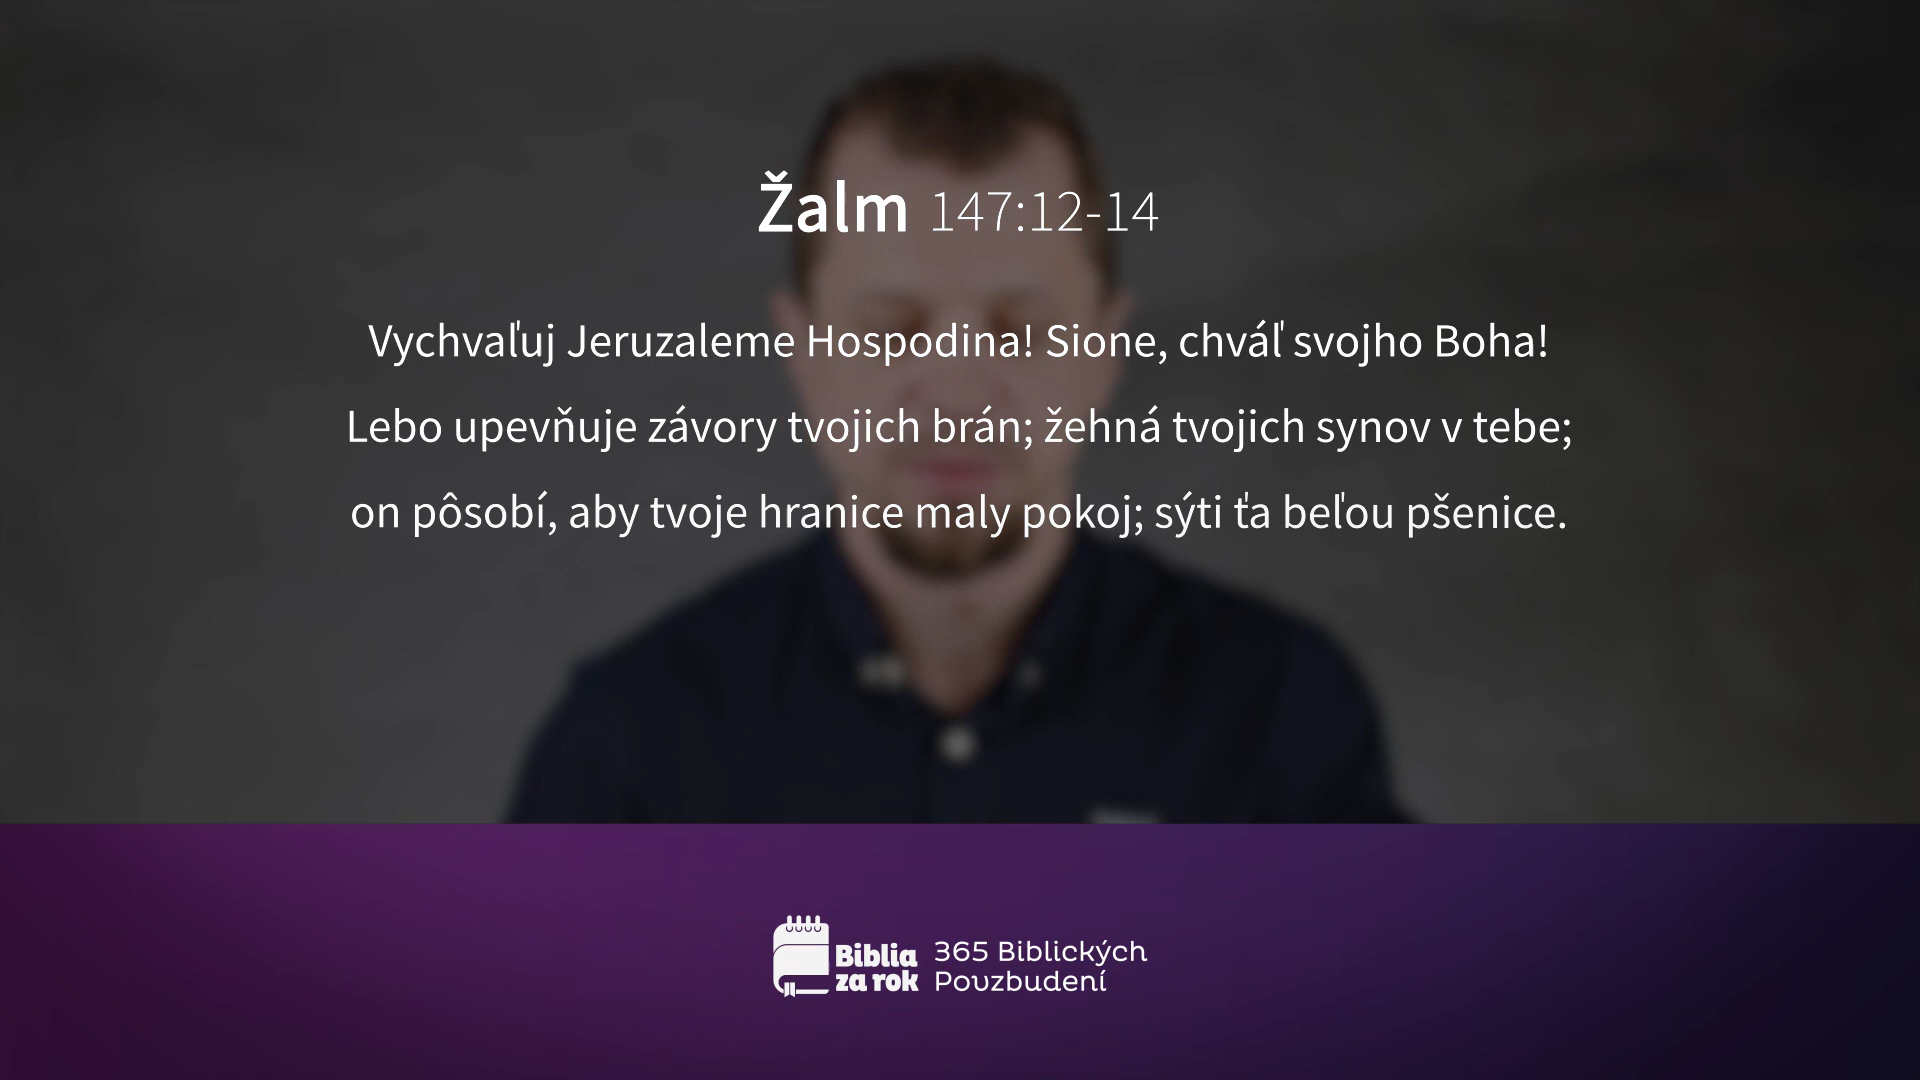 Žalm 147:12-14
Vychvaľuj Jeruzaleme Hospodina! Sione, chváľ svojho Boha!
Lebo upevňuje závory tvojich brán; žehná tvojich synov v tebe;
on pôsobí, aby tvoje hranice maly pokoj; sýti ťa beľou pšenice.
Biblia
za rok
365 Biblických
Povzbudení